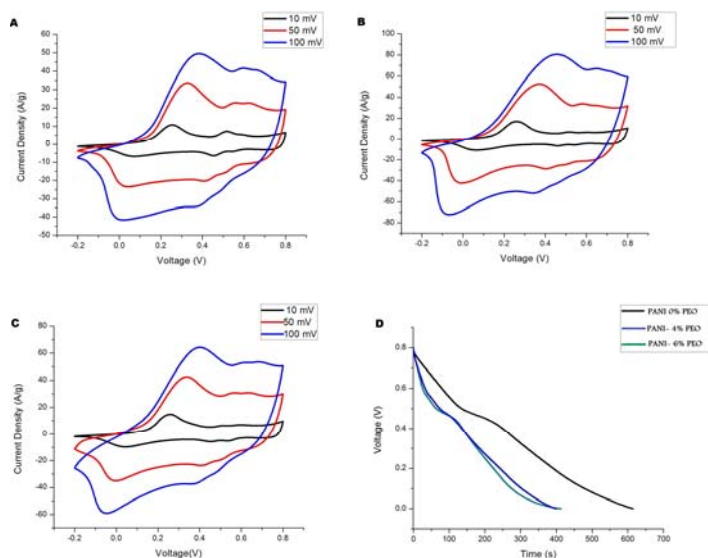 A
10 mV
50 mV
100 mV
60
50
40
30
20
10
0
-10
-20
-30
-40
-50
Current Density (A/g)
-0.2 0.0 0.2 0.4 0.6 0.8
Voltage (V)
B
10 mV
50 mV
100 mV
100
80
60
40
20
0
-20
-40
-60
-80
Current Density (A/g)
-0.2 0.0 0.2 0.4 0.6 0.8
Voltage (V)
C
10 mV
50 mV
100 mV
80
60
40
20
0
-20
-40
-60
Current Density (A/g)
-0.2 0.0 0.2 0.4 0.6 0.8
Voltage(V)
D
PANI 0% PEO
PANI- 4% PEO
PANI- 6% PEO
0.8
0.6
0.4
0.2
0.0
Voltage (V)
0 100 200 300 400 500 600 700
Time (s)